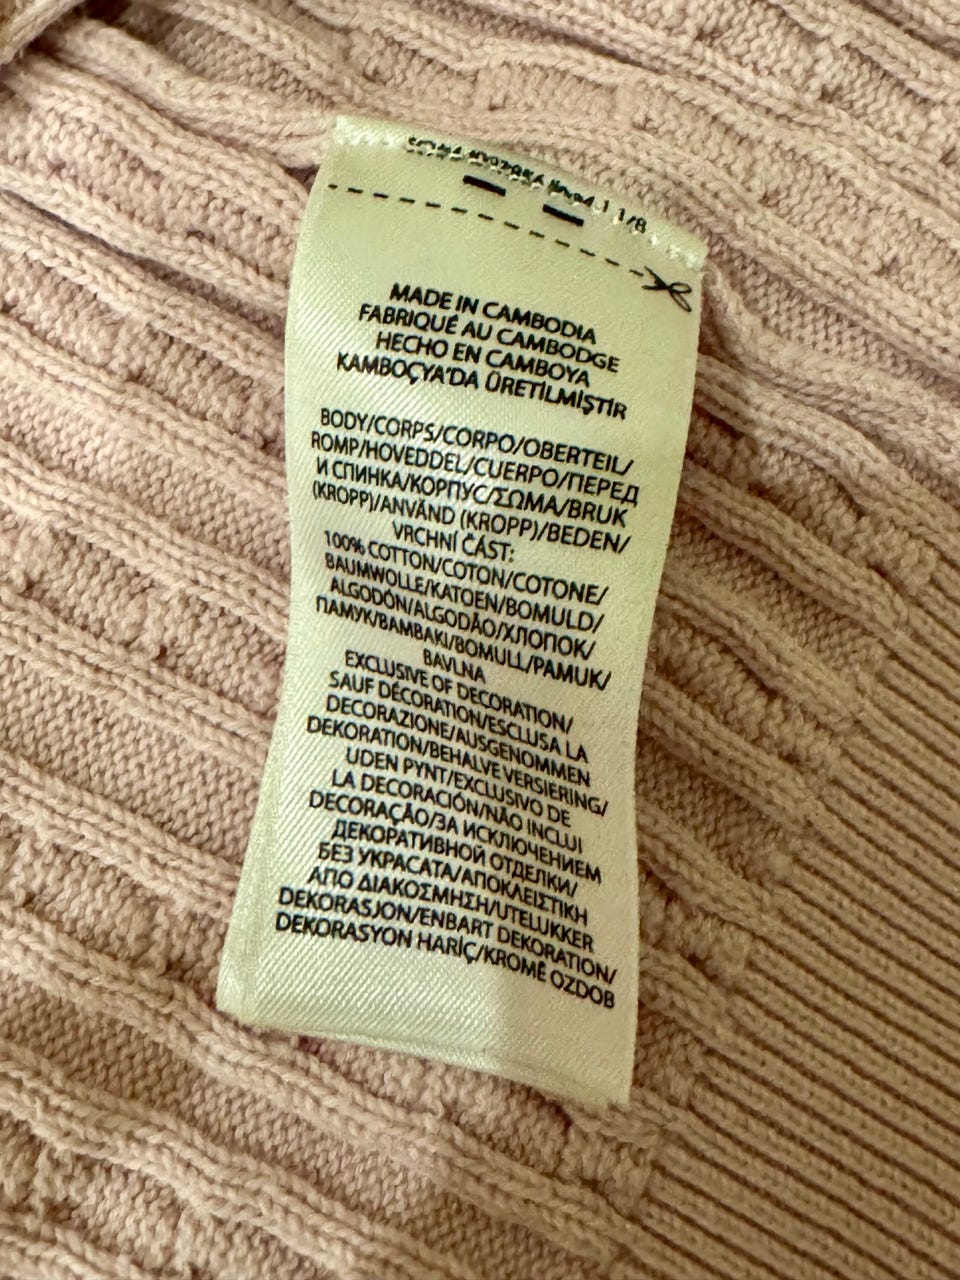 1 1/8
MADE IN CAMBODIA
FABRIQUÉ AU CAMBODGE
HECHO EN CAMBOYA
KAMBOÇYA'DA ÜRETİLMİŞTİR
BODY/CORPS/CORPO/OBERTEIL/
ROMP/HOVEDDEL/CUERPO/ПЕРЕД
И СПИНКА/КОРПУС/ΣΩΜΑ/BRUK
(KROPP)/ANVÄND (KROPP)/BEDEN/
VRCHNÍ ČÁST:
100% COTTON/COTON/COTONE/
BAUMWOLLE/KATOEN/BOMULD/
ALGODÓN/ALGODÃO/ХЛОПОК/
ПАМУК/BAMBAKI/BOMULL/PAMUK/
BAVLNA
EXCLUSIVE OF DECORATION/
SAUF DÉCORATION/ESCLUSA LA
DECORAZIONE/AUSGENOMMEN
DEKORATION/BEHALVE VERSIERING/
UDEN PYNT/EXCLUSIVO DE
LA DECORACIÓN/NÃO INCLUI
DECORAÇÃO/ЗА ИСКЛЮЧЕНИЕМ
ДЕКОРАТИВНОЙ ОТДЕЛКИ/
БЕЗ УКРАСАТА/ΑΠΟΚΛΕΙΣΤΙΚΗ
ΑΠΟ ΔΙΑΚΟΣΜΗΣΗ/UTELUKKER
DEKORASJON/ENBART DEKORATION/
DEKORASYON HARİÇ/KROMĚ OZDOB